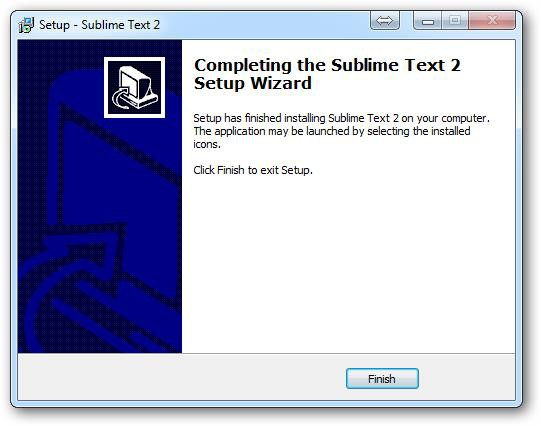 Setup - Sublime Text 2
Completing the Sublime Text 2
Setup Wizard
Setup has finished installing Sublime Text 2 on your computer.
The application may be launched by selecting the installed
icons.
Click Finish to exit Setup.
Finish